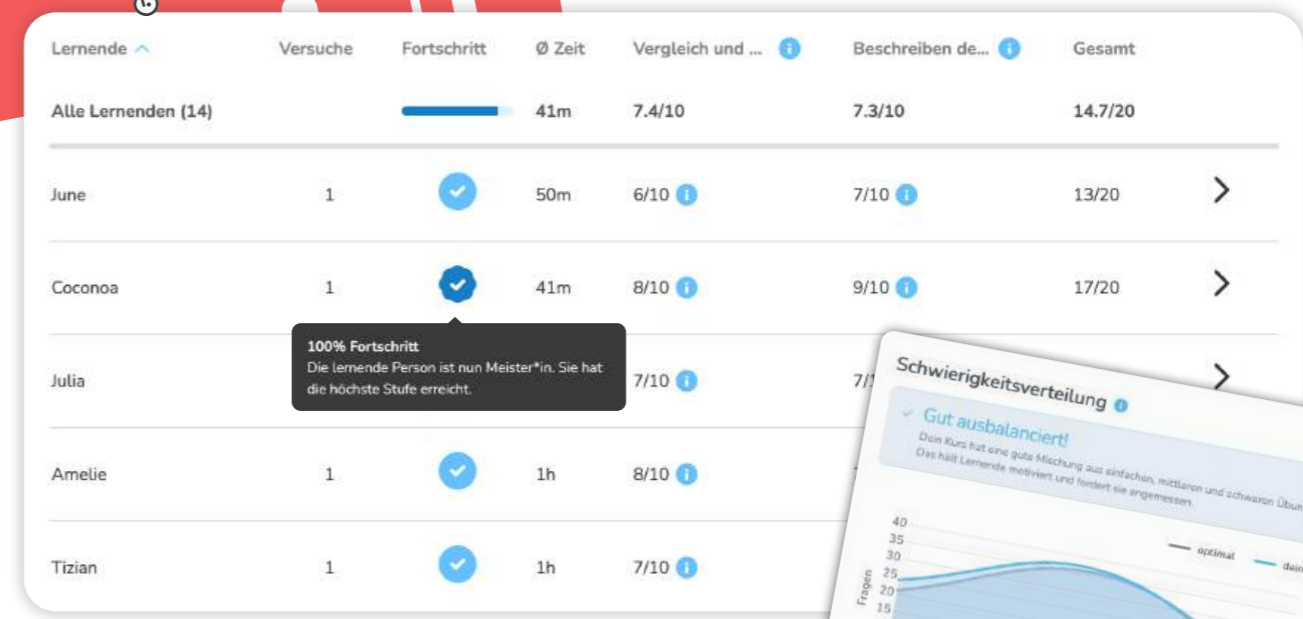 Lernende Versuche Fortschritt Ø Zeit Vergleich und ... Beschreiben de... Gesamt
Alle Lernenden (14) 41m 7.4/10 7.3/10 14.7/20
June 1 50m 6/10 7/10 13/20
Coconoa 1 41m 8/10 9/10 17/20
100% Fortschritt
Die lernende Person ist nun Meister*in. Sie hat
die höchste Stufe erreicht.
Julia 7/10
Amelie 1 1h 8/10
Tizian 1 1h 7/10
Schwierigkeitsverteilung
Gut ausbalanciert!
Dein Kurs hat eine gute Mischung aus einfachen, mittleren und schweren
Das hält Lernende motiviert und fordert sie angemessen.
optimal
40
35
30
25
20
15
Fragen